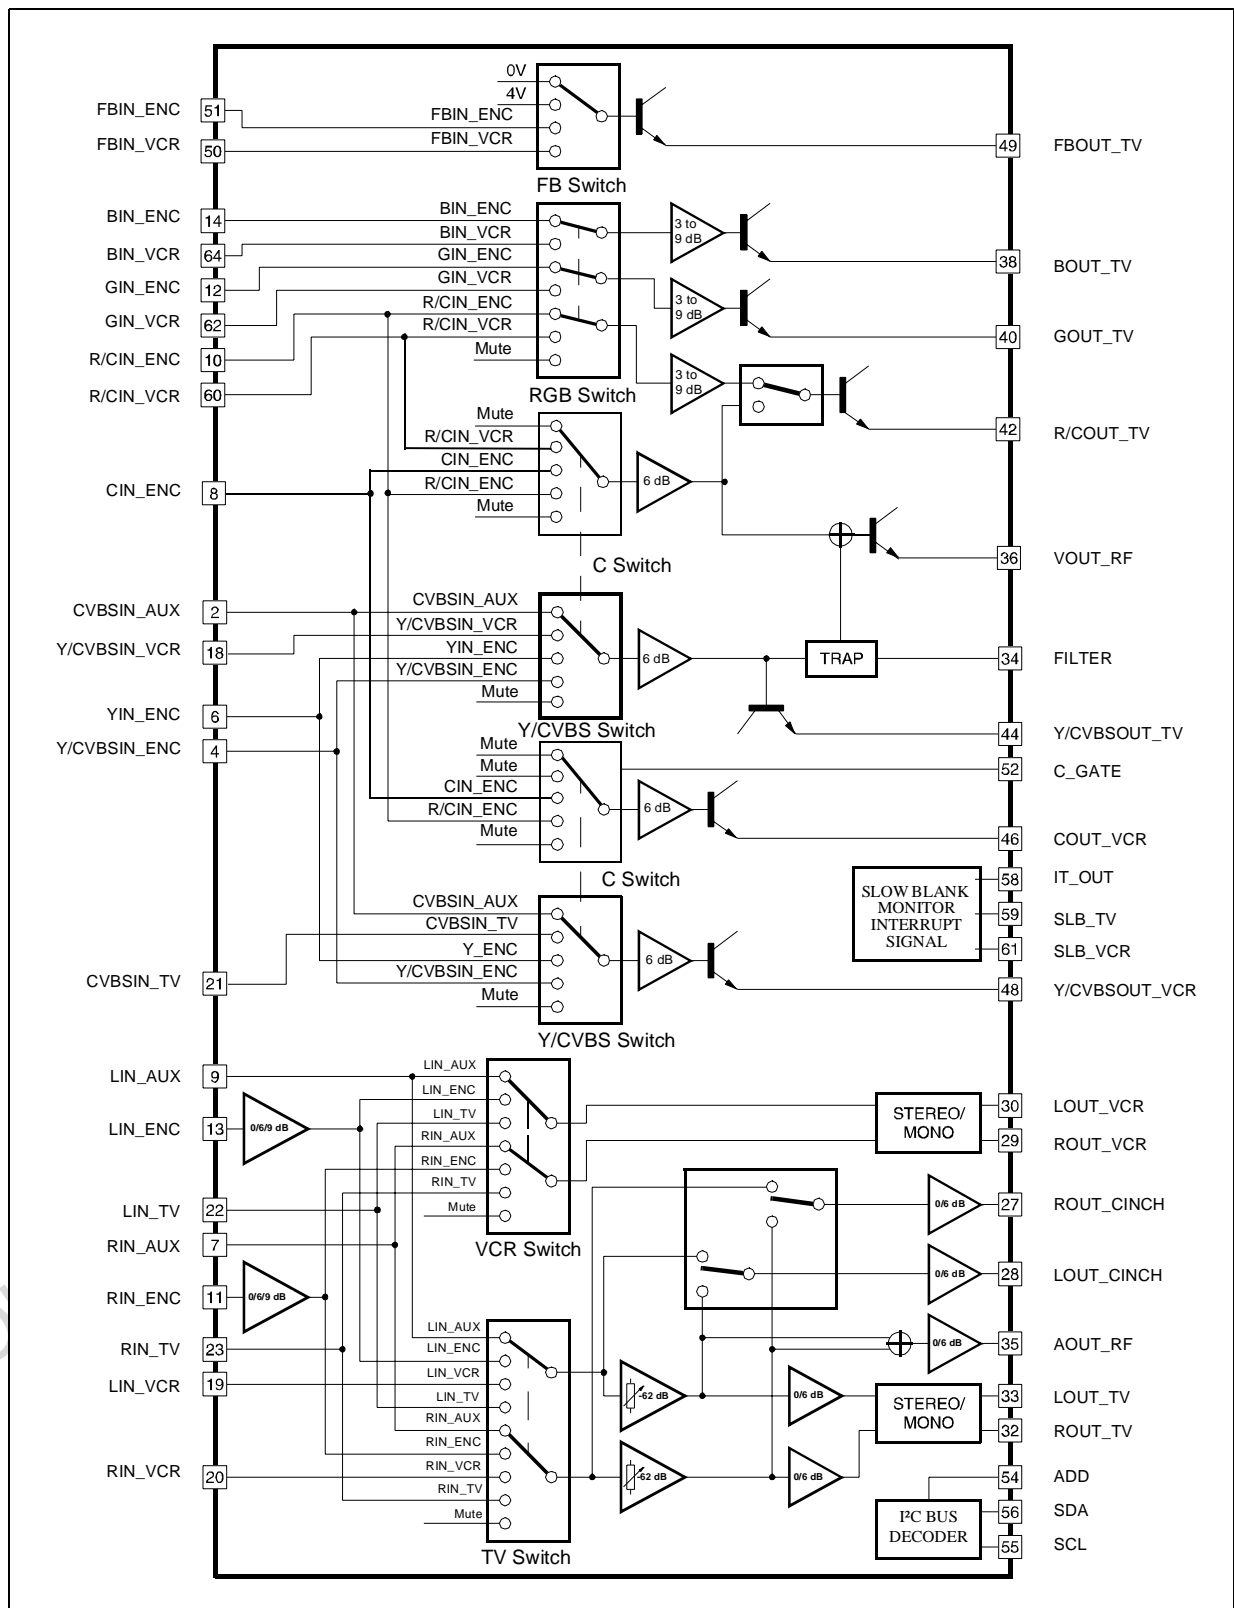 0V
4V
FBIN_ENC 51 FBIN_ENC
FBIN_VCR 50 FBIN_VCR
49 FBOUT_TV
FB Switch
BIN_ENC 14 BIN_ENC
BIN_VCR 64 BIN_VCR
GIN_ENC 12 GIN_ENC
GIN_VCR 62 GIN_VCR
R/CIN_ENC 10 R/CIN_ENC
R/CIN_VCR 60 R/CIN_VCR
Mute
RGB Switch
3 to
9 dB
38 BOUT_TV
3 to
9 dB
40 GOUT_TV
3 to
9 dB
42 R/COUT_TV
Mute
R/CIN_VCR
CIN_ENC
CIN_ENC 8
R/CIN_ENC
Mute
6 dB
C Switch
36 VOUT_RF
CVBSIN_AUX 2 CVBSIN_AUX
Y/CVBSIN_VCR 18 Y/CVBSIN_VCR
YIN_ENC
Y/CVBSIN_ENC
Mute
6 dB
TRAP
34 FILTER
YIN_ENC 6
Y/CVBSIN_ENC 4
Y/CVBS Switch
44 Y/CVBSOUT_TV
Mute
Mute
CIN_ENC
R/CIN_ENC
Mute
6 dB
52 C_GATE
46 COUT_VCR
C Switch
SLOW BLANK
MONITOR
INTERRUPT
SIGNAL
58 IT_OUT
59 SLB_TV
61 SLB_VCR
CVBSIN_AUX
CVBSIN_TV
Y_ENC
Y/CVBSIN_ENC
Mute
CVBSIN_TV 21
6 dB
48 Y/CVBSOUT_VCR
Y/CVBS Switch
LIN_AUX 9 LIN_AUX
LIN_ENC 13 0/6/9 dB LIN_ENC
LIN_TV
RIN_AUX
RIN_ENC
RIN_TV
Mute
LIN_TV 22
RIN_AUX 7
VCR Switch
STEREO/
MONO
30 LOUT_VCR
29 ROUT_VCR
0/6 dB 27 ROUT_CINCH
0/6 dB 28 LOUT_CINCH
0/6 dB 35 AOUT_RF
RIN_ENC 11 0/6/9 dB
RIN_TV 23
LIN_VCR 19
RIN_VCR 20
LIN_AUX
LIN_ENC
LIN_VCR
LIN_TV
RIN_AUX
RIN_ENC
RIN_VCR
RIN_TV
Mute
TV Switch
-62 dB
0/6 dB
-62 dB
0/6 dB
STEREO/
MONO
33 LOUT_TV
32 ROUT_TV
I²C BUS
DECODER
54 ADD
56 SDA
55 SCL